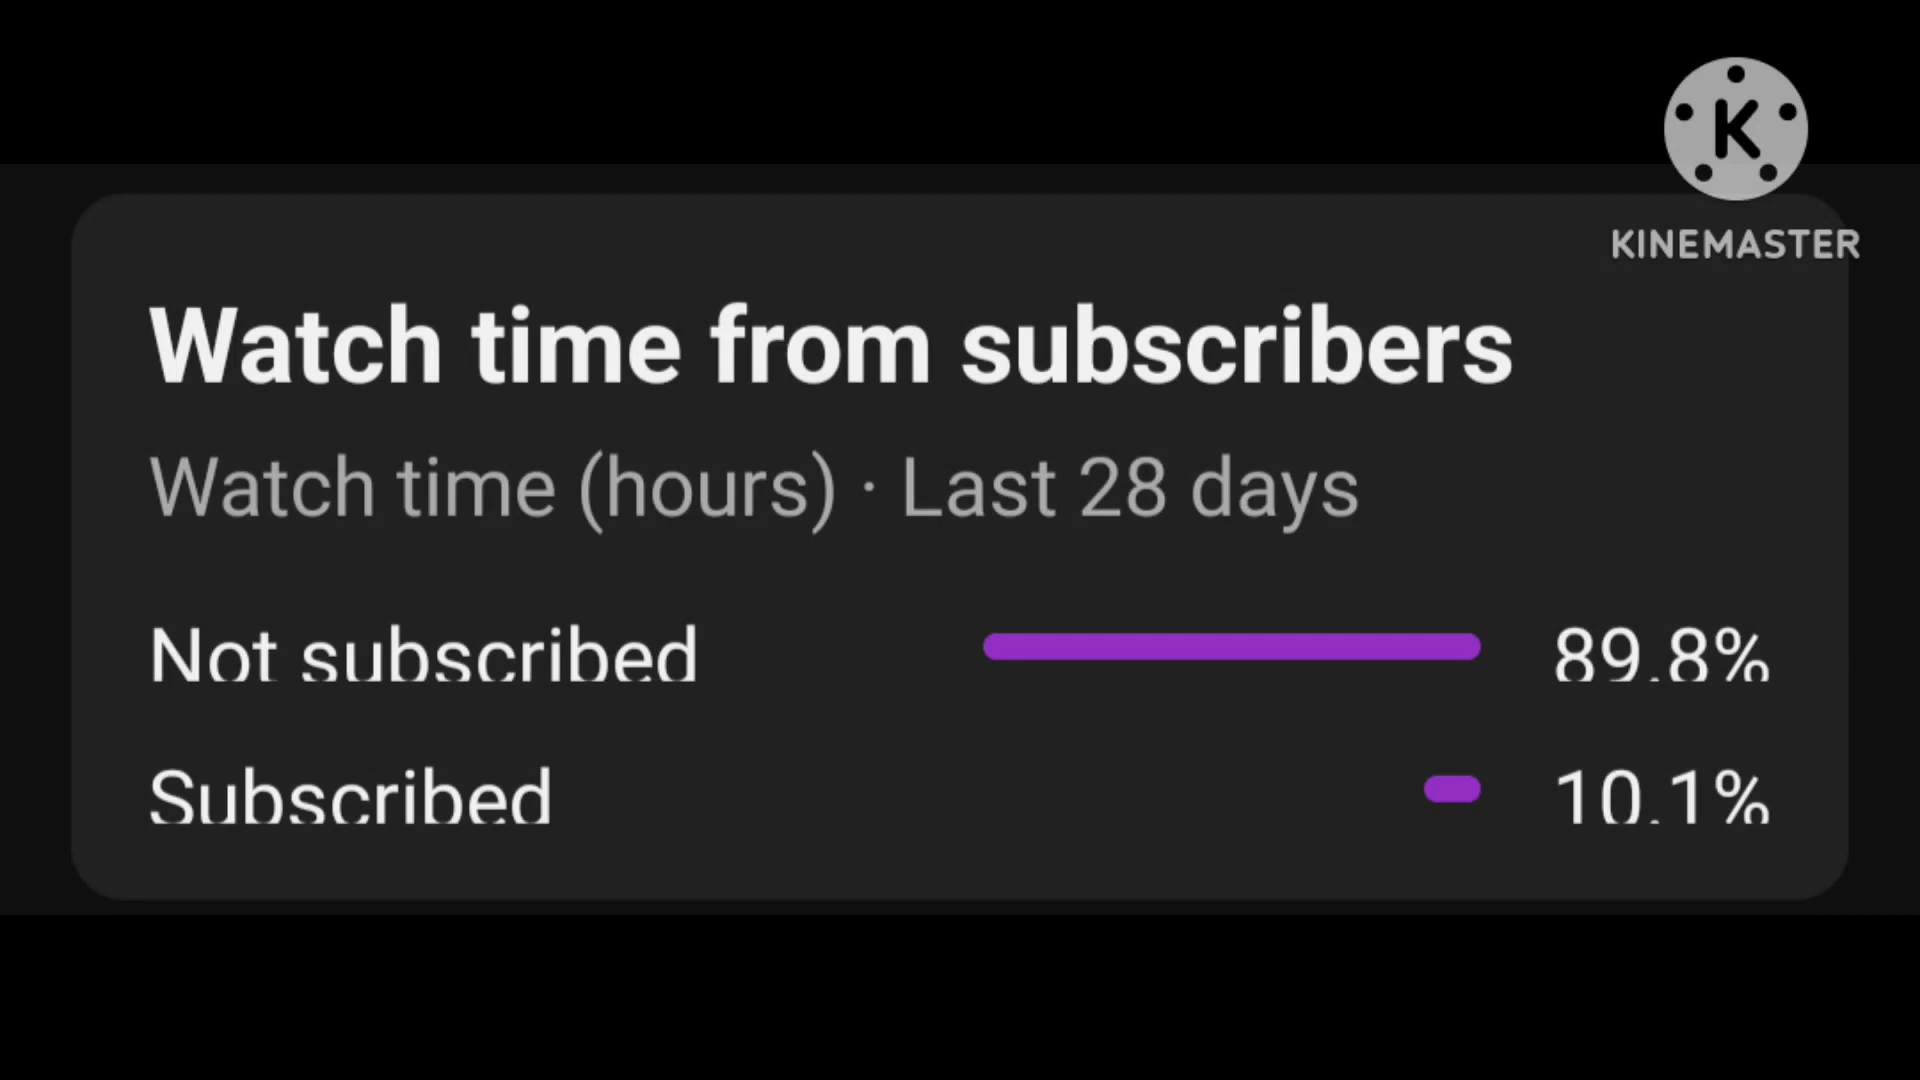 K
KINEMASTER
Watch time from subscribers
Watch time (hours) · Last 28 days
Not subscribed 89.8%
Subscribed 10.1%